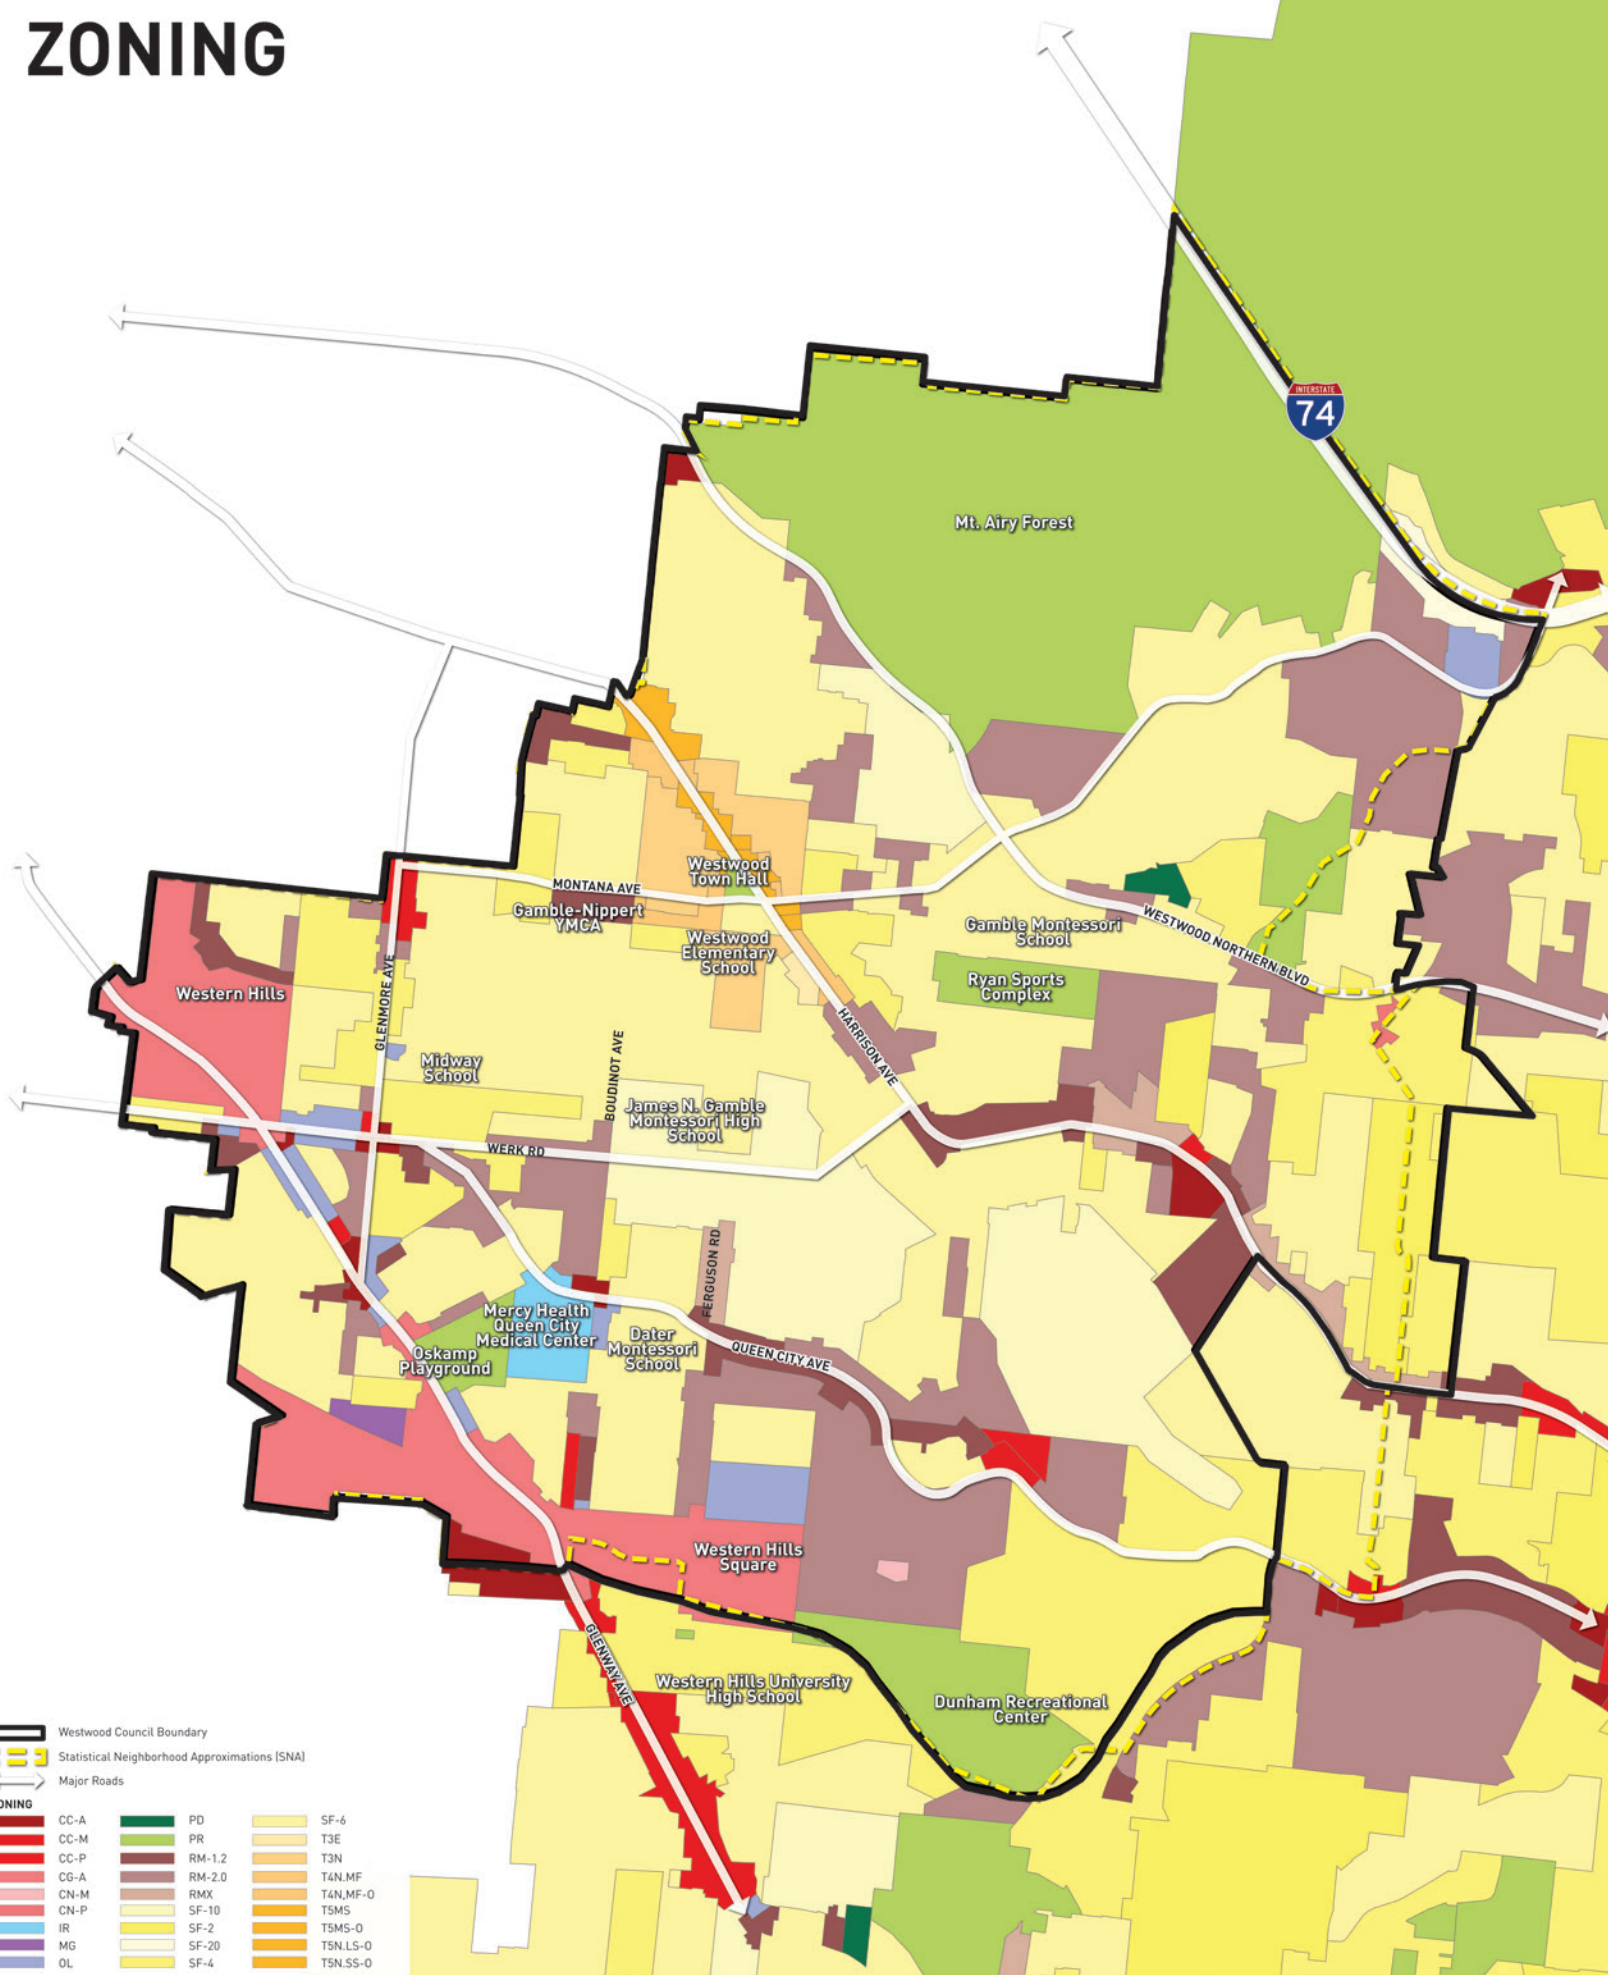 ZONING
INTERSTATE
74
Mt. Airy Forest
Westwood
Town Hall
MONTANA AVE
Gamble-Nippert
YMCA
Westwood
Elementary
School
Gamble Montessori
School
WESTWOOD NORTHERN BLVD
Ryan Sports
Complex
Western Hills
GLENMORE AVE
HARRISON AVE
Midway
School
BOUDINOT AVE
James N. Gamble
Montessori High
School
WERK RD
FERGUSON RD
Mercy Health
Queen City
Medical Center
Dater
Montessori
School
QUEEN CITY AVE
Oskamp
Playground
Western Hills
Square
GLENWAY AVE
Western Hills University
High School
Dunham Recreational
Center
Westwood Council Boundary
Statistical Neighborhood Approximations (SNA)
Major Roads
ONING
CC-A PD SF-6
CC-M PR T3E
CC-P RM-1.2 T3N
CG-A RM-2.0 T4N.MF
CN-M RMX T4N.MF-O
CN-P SF-10 T5MS
IR SF-2 T5MS-O
MG SF-20 T5N.LS-O
OL SF-4 T5N.SS-O